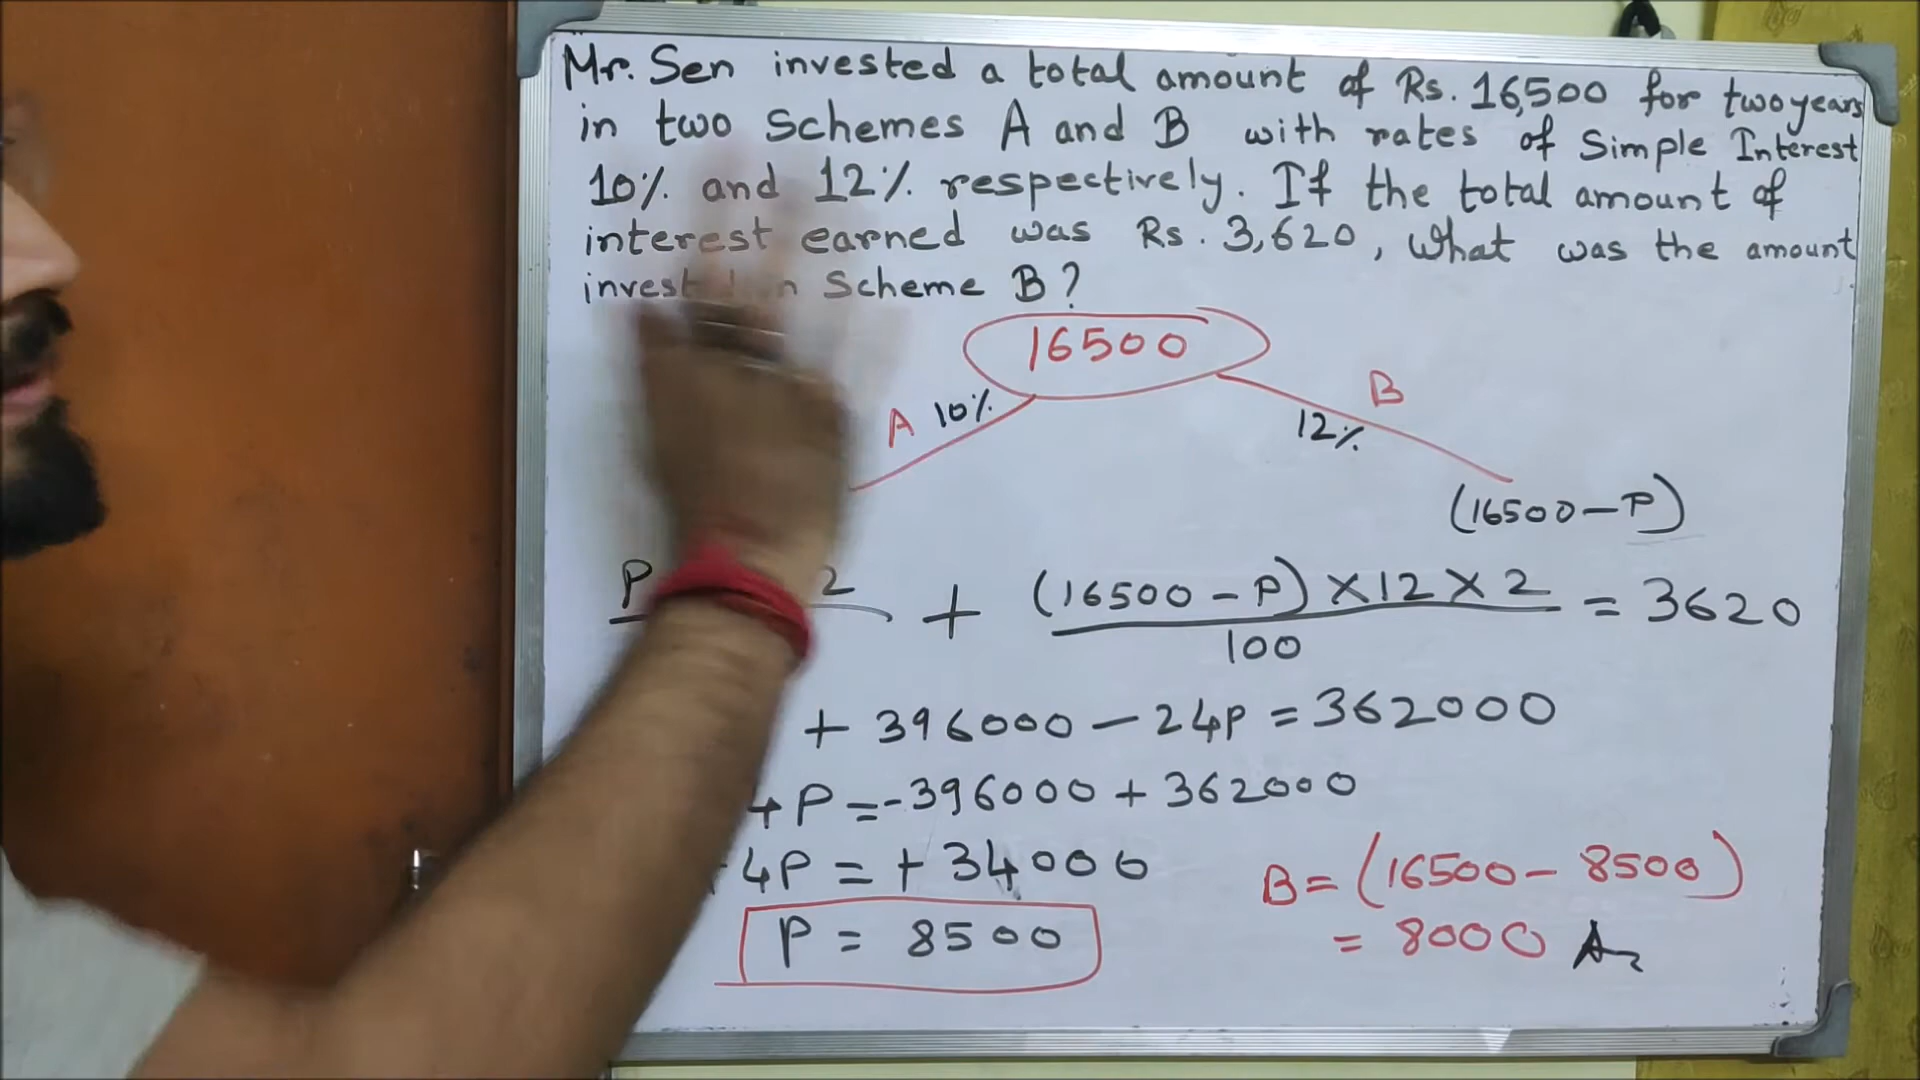 Mr. Sen invested a total amount of Rs. 16,500 for two years
in two Schemes A and B with rates of Simple Interest
10% and 12% respectively. If the total amount of
interest earned was Rs. 3,620, What was the amount
Scheme B?
16500
A 10%
12%
B
(16500-P)
P 2 + (16500-P)×12×2 = 3620
100
+ 396000 - 24P = 362000
P = -396000 + 362000
4P = + 34000
P = 8500
B = (16500 - 8500)
= 8000